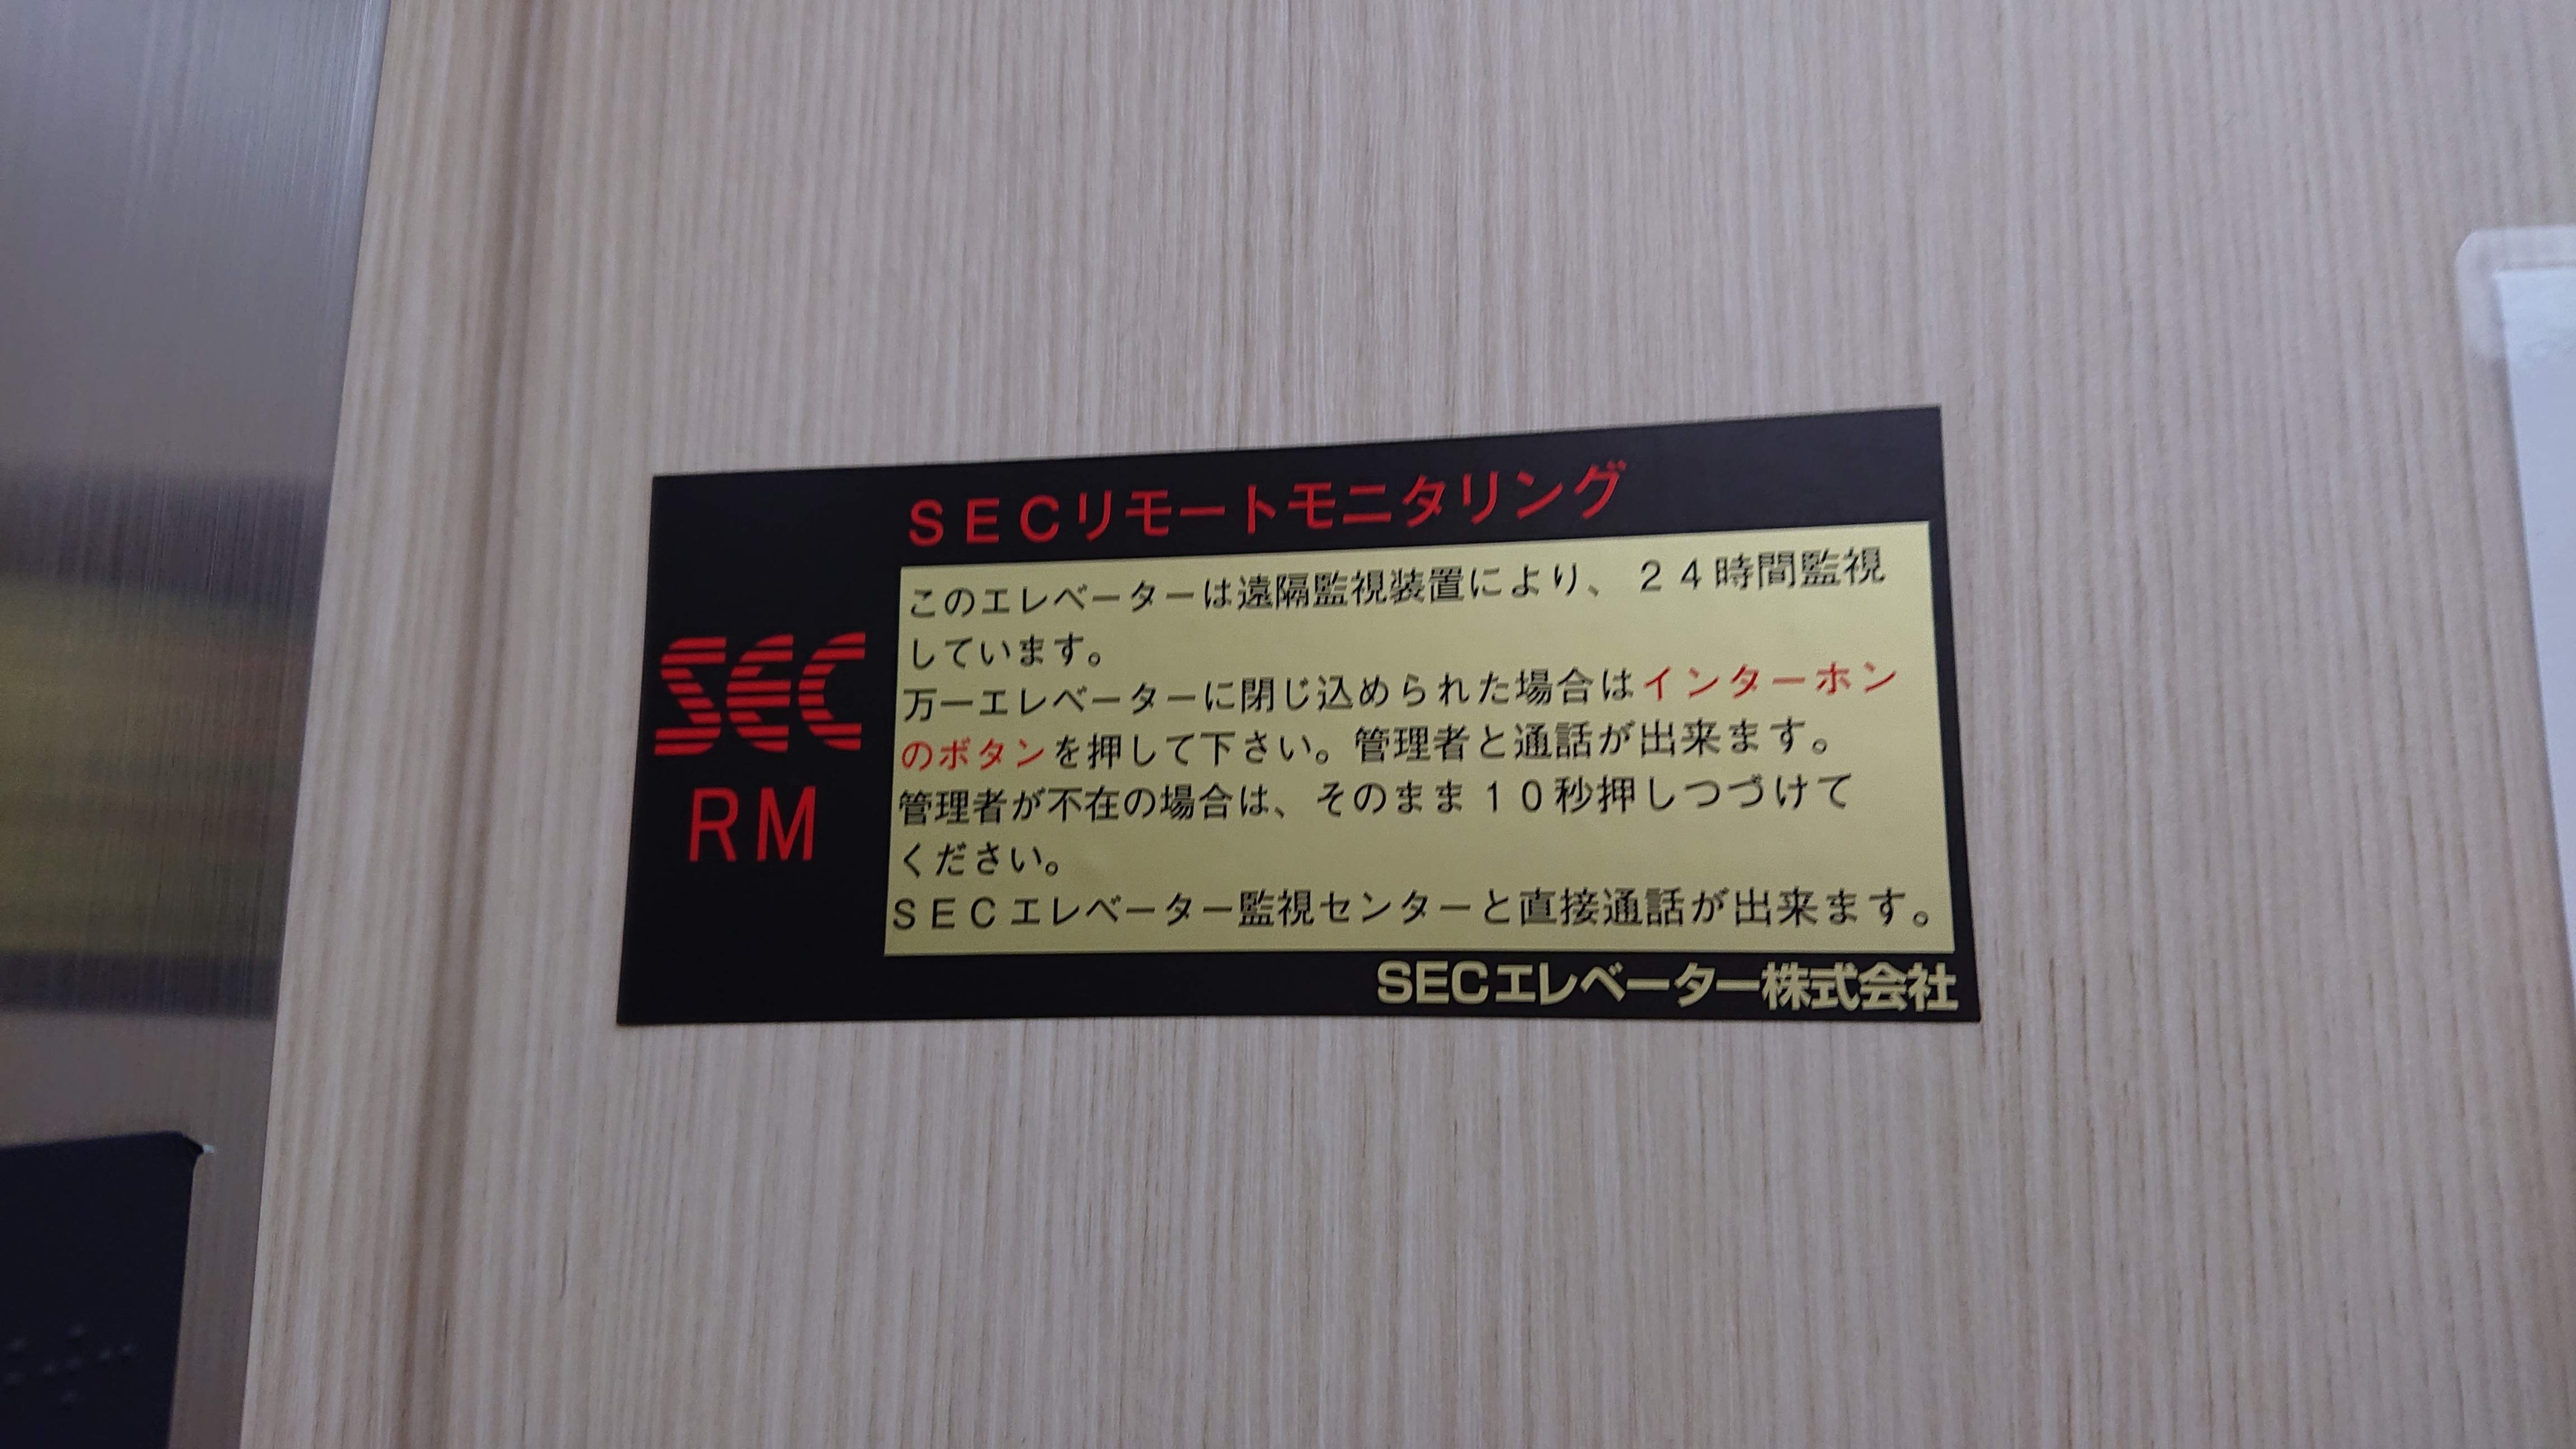 SECリモートモニタリング
このエレベーターは遠隔監視装置により、24時間監視
しています。
万一エレベーターに閉じ込められた場合はインターホン
のボタンを押して下さい。管理者と通話が出来ます。
管理者が不在の場合は、そのまま10秒押しつづけて
ください。
SECエレベーター監視センターと直接通話が出来ます。
SEC
RM
SECエレベーター株式会社